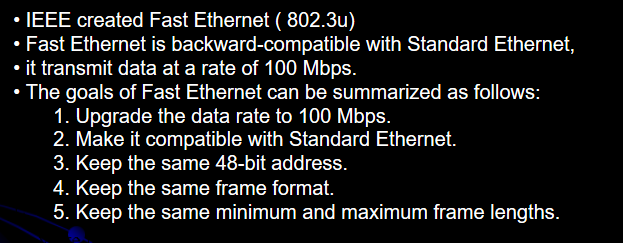 • IEEE created Fast Ethernet ( 802.3u)
• Fast Ethernet is backward-compatible with Standard Ethernet,
• it transmit data at a rate of 100 Mbps.
• The goals of Fast Ethernet can be summarized as follows:
1. Upgrade the data rate to 100 Mbps.
2. Make it compatible with Standard Ethernet.
3. Keep the same 48-bit address.
4. Keep the same frame format.
5. Keep the same minimum and maximum frame lengths.